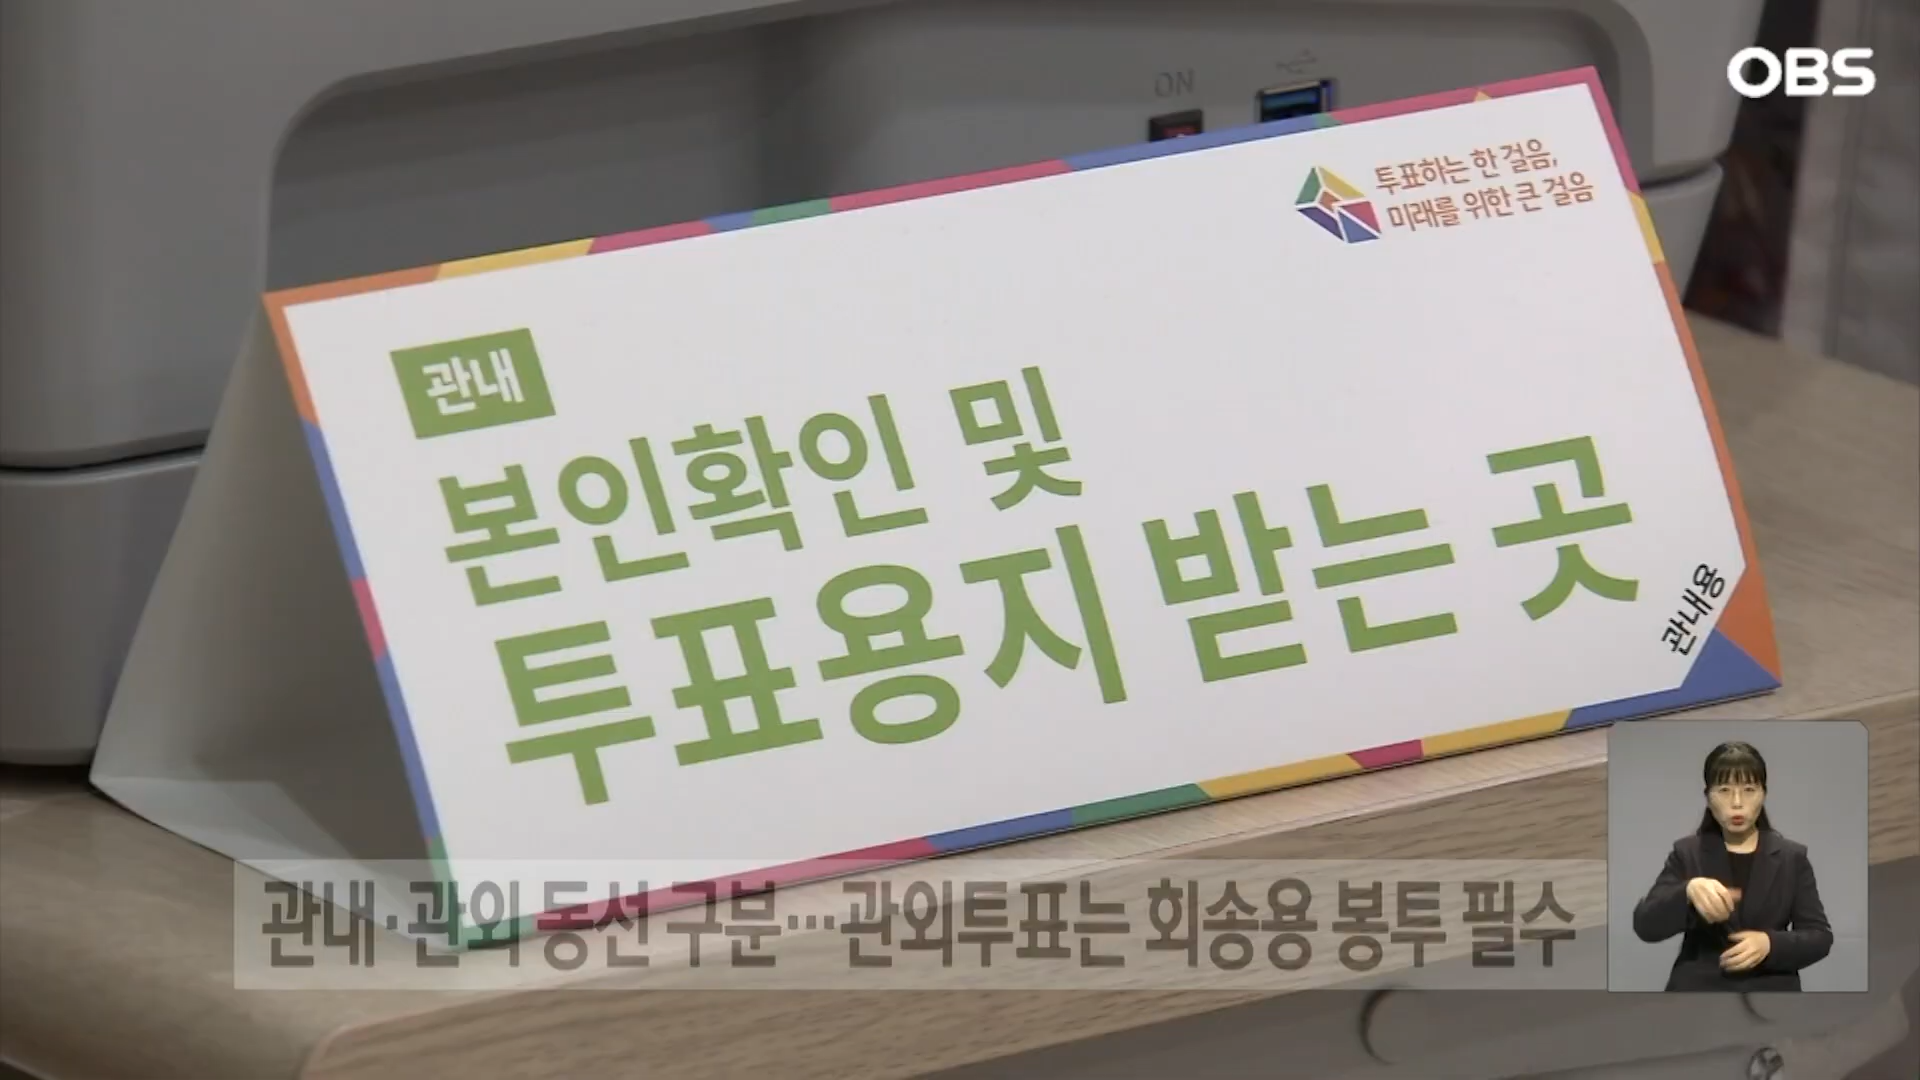 OBS
ON
투표하는 한 걸음,
미래를 위한 큰 걸음
관내
본인확인 및
투표용지 받는 곳
관내용
관내·관외 동선 구분…관외투표는 회송용 봉투 필수